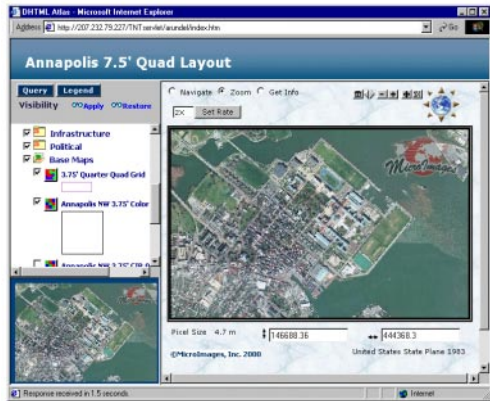 DHTML Atlas - Microsoft Internet Explorer
Address http://207.232.79.227/TNTservlet/arundel/index.htm Go
Annapolis 7.5' Quad Layout
Query Legend
Visibility Apply Restore
Infrastructure
Political
Base Maps
3.75' Quarter Quad Grid
Annapolis NW 3.75' Color
Navigate Zoom Get Info
2X Set Rate
MicroImages
Pixel Size 4.7 m 146688.36 444368.3
©MicroImages, Inc. 2000 United States State Plane 1983
Response received in 1.5 seconds. Internet